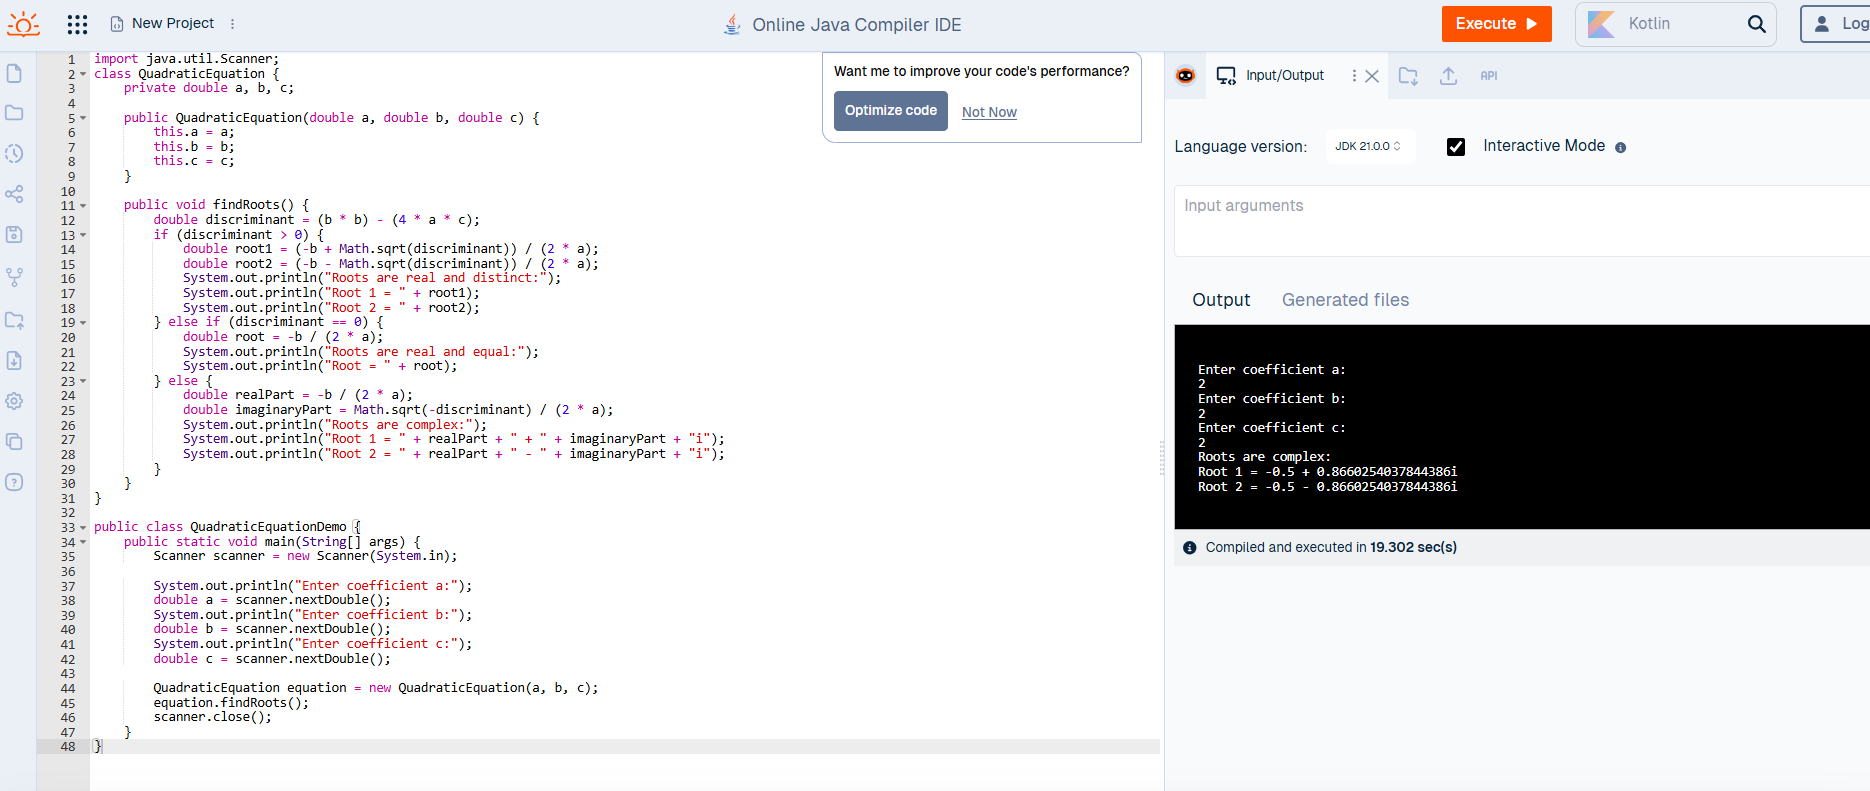 New Project
Online Java Compiler IDE
Execute
Kotlin
Log
1 import java.util.Scanner;
2 class QuadraticEquation {
3     private double a, b, c;
4
5     public QuadraticEquation(double a, double b, double c) {
6         this.a = a;
7         this.b = b;
8         this.c = c;
9     }
10
11     public void findRoots() {
12         double discriminant = (b * b) - (4 * a * c);
13         if (discriminant > 0) {
14             double root1 = (-b + Math.sqrt(discriminant)) / (2 * a);
15             double root2 = (-b - Math.sqrt(discriminant)) / (2 * a);
16             System.out.println("Roots are real and distinct:");
17             System.out.println("Root 1 = " + root1);
18             System.out.println("Root 2 = " + root2);
19         } else if (discriminant == 0) {
20             double root = -b / (2 * a);
21             System.out.println("Roots are real and equal:");
22             System.out.println("Root = " + root);
23         } else {
24             double realPart = -b / (2 * a);
25             double imaginaryPart = Math.sqrt(-discriminant) / (2 * a);
26             System.out.println("Roots are complex:");
27             System.out.println("Root 1 = " + realPart + " + " + imaginaryPart + "i");
28             System.out.println("Root 2 = " + realPart + " - " + imaginaryPart + "i");
29         }
30     }
31 }
32
33 public class QuadraticEquationDemo {
34     public static void main(String[] args) {
35         Scanner scanner = new Scanner(System.in);
36
37         System.out.println("Enter coefficient a:");
38         double a = scanner.nextDouble();
39         System.out.println("Enter coefficient b:");
40         double b = scanner.nextDouble();
41         System.out.println("Enter coefficient c:");
42         double c = scanner.nextDouble();
43
44         QuadraticEquation equation = new QuadraticEquation(a, b, c);
45         equation.findRoots();
46         scanner.close();
47     }
48 }
Want me to improve your code's performance?
Optimize code
Not Now
Input/Output
API
Language version:
JDK 21.0.0
Interactive Mode
Input arguments
Output
Generated files
Enter coefficient a:
2
Enter coefficient b:
2
Enter coefficient c:
2
Roots are complex:
Root 1 = -0.5 + 0.8660254037844386i
Root 2 = -0.5 - 0.8660254037844386i
Compiled and executed in 19.302 sec(s)